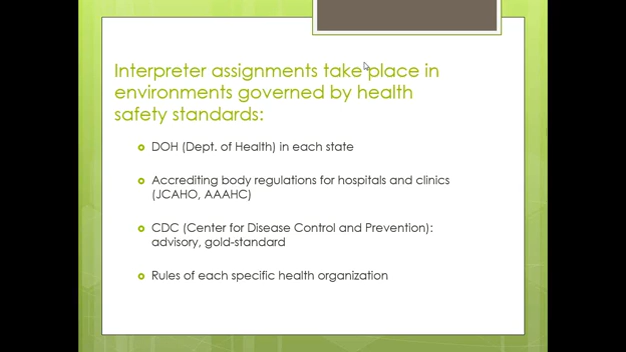 Interpreter assignments take place in
environments governed by health
safety standards:
DOH (Dept. of Health) in each state
Accrediting body regulations for hospitals and clinics
(JCAHO, AAAHC)
CDC (Center for Disease Control and Prevention):
advisory, gold-standard
Rules of each specific health organization